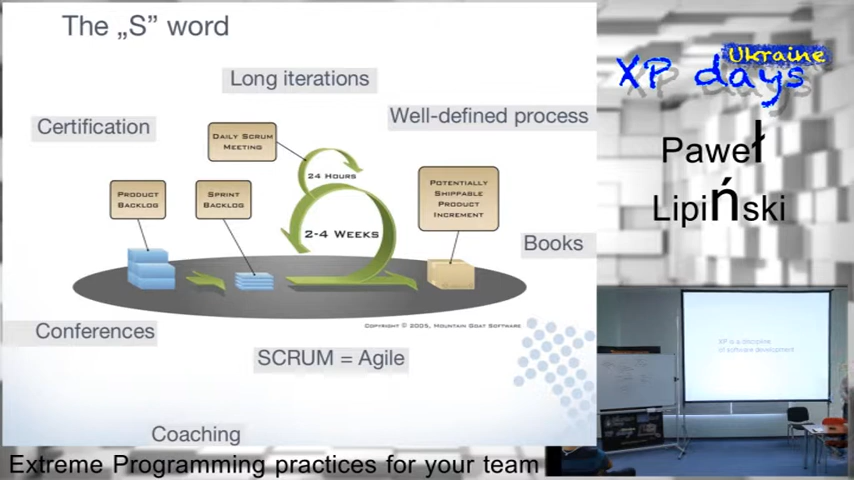 The „S” word
Long iterations
Certification
Well-defined process
DAILY SCRUM
MEETING
24 HOURS
PRODUCT
BACKLOG
SPRINT
BACKLOG
POTENTIALLY
SHIPPABLE
PRODUCT
INCREMENT
2-4 WEEKS
Books
COPYRIGHT © 2005, MOUNTAIN GOAT SOFTWARE
Conferences
SCRUM = Agile
Coaching
Extreme Programming practices for your team
Ukraine
XP days
Paweł
Lipiński
XP is a discipline
of software development